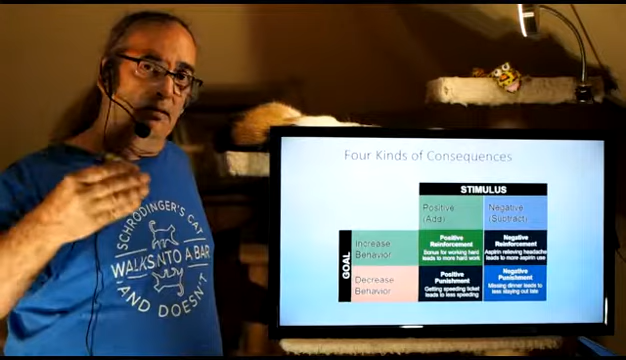 SCHRÖDINGER'S CAT
WALKS INTO A BAR
AND DOESN'T
Four Kinds of Consequences
STIMULUS
Positive
(Add)
Negative
(Subtract)
GOAL
Increase
Behavior
Positive
Reinforcement
Bonus for working hard
leads to more hard work
Negative
Reinforcement
Aspirin relieving headache
leads to more aspirin use
Decrease
Behavior
Positive
Punishment
Getting speeding ticket
leads to less speeding
Negative
Punishment
Missing dinner leads to
less staying out late